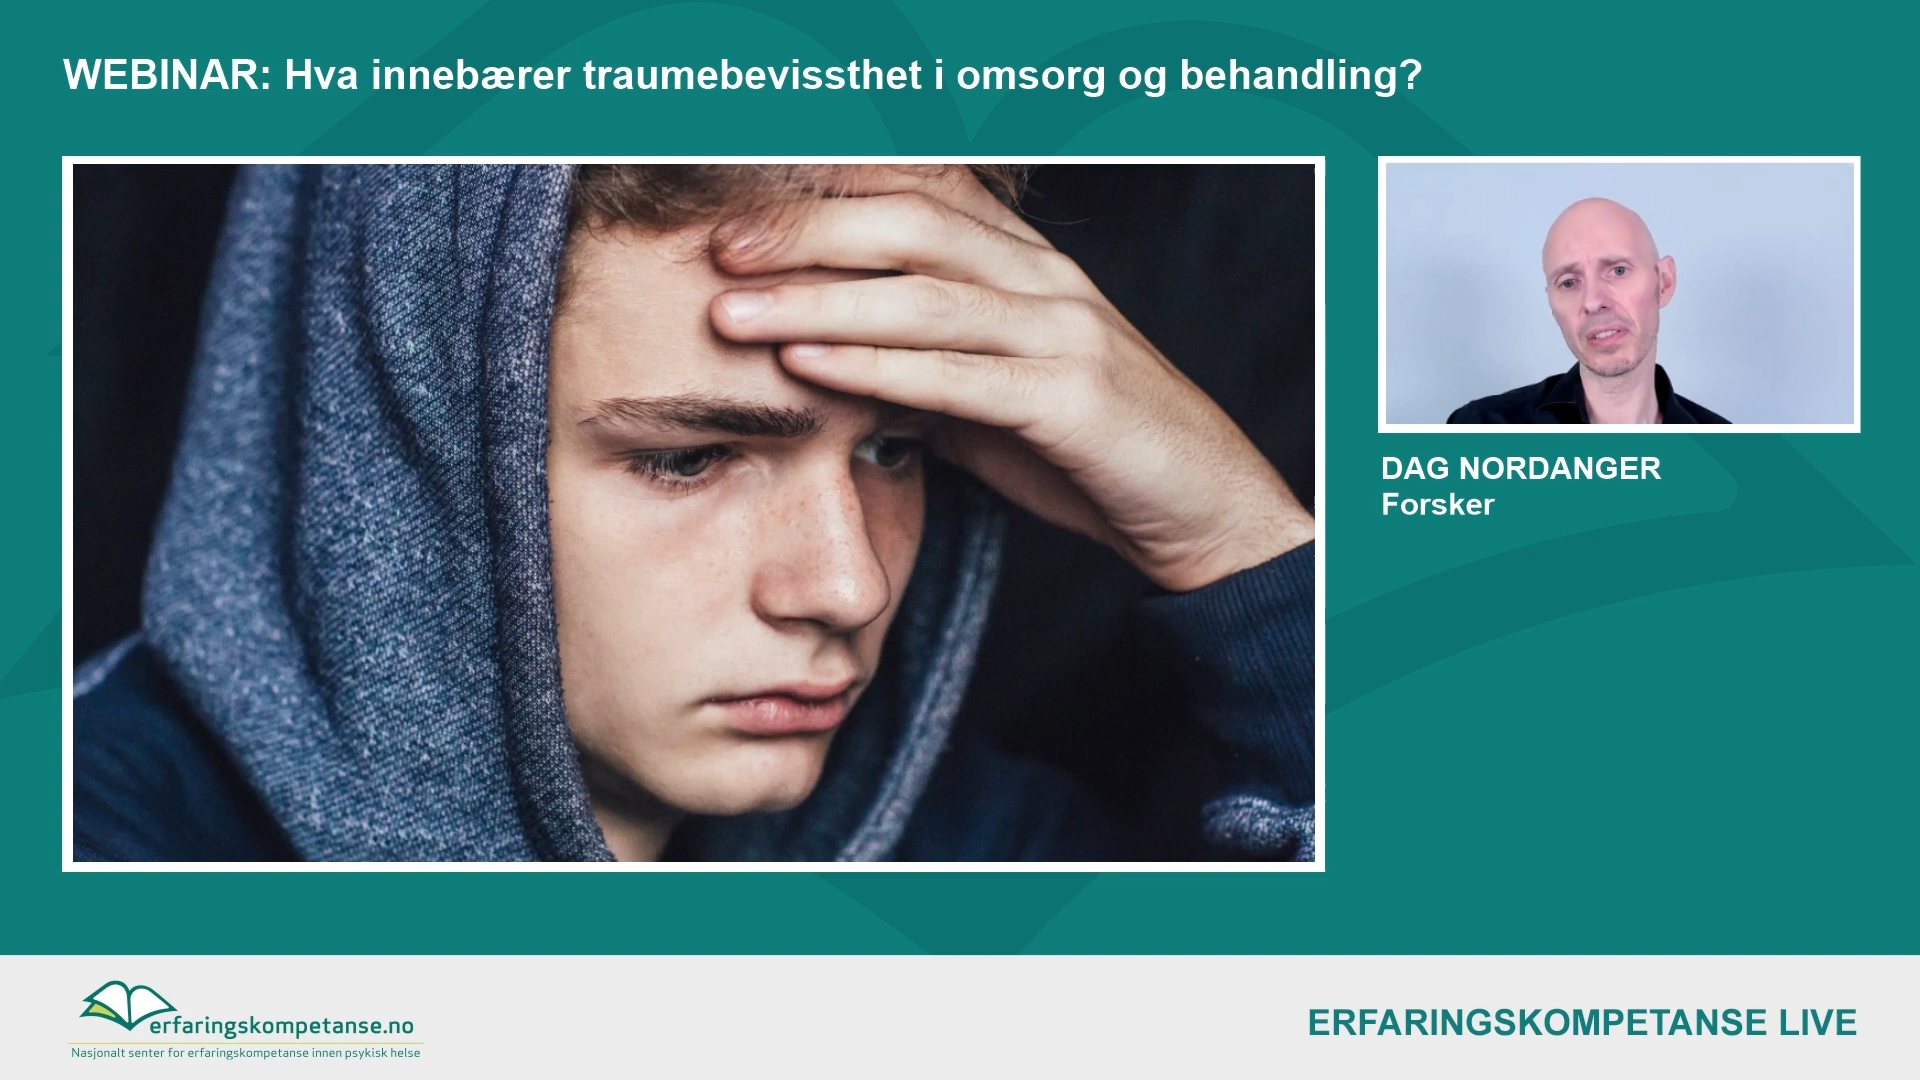 WEBINAR: Hva innebærer traumebevissthet i omsorg og behandling?
DAG NORDANGER
Forsker
erfaringskompetanse.no
Nasjonalt senter for erfaringskompetanse innen psykisk helse
ERFARINGSKOMPETANSE LIVE